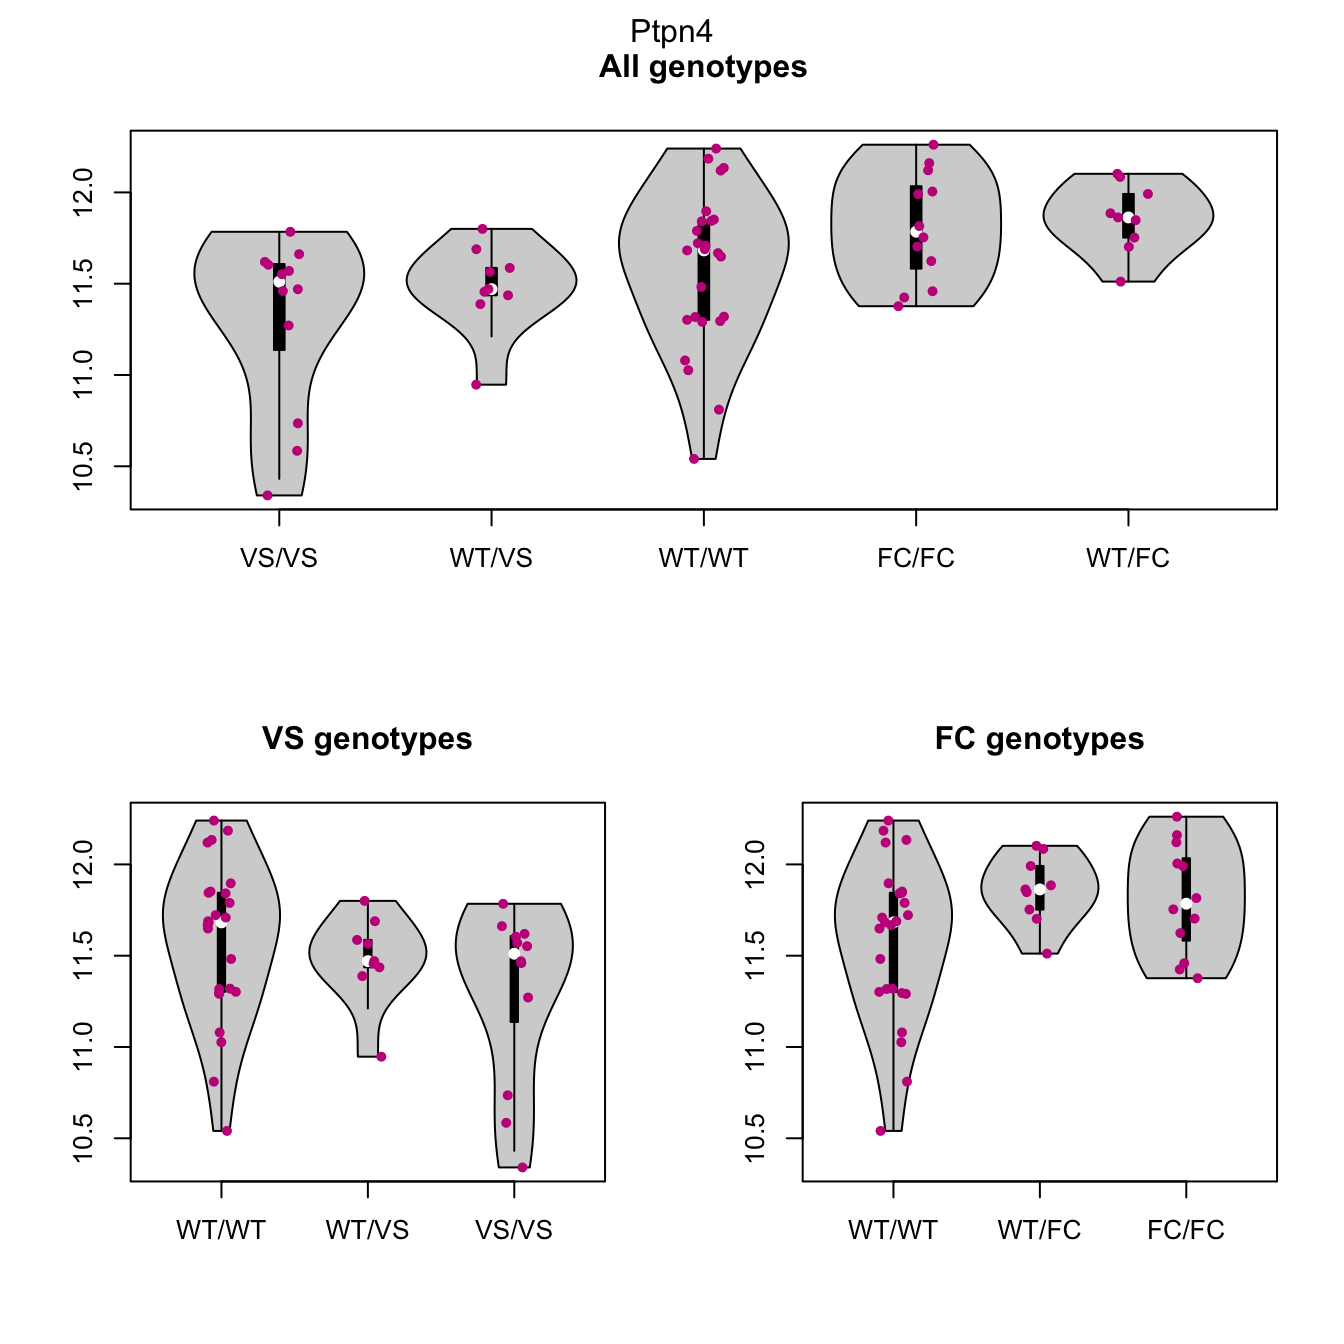 Ptpn4
All genotypes
12.0
11.5
11.0
10.5
VS/VS WT/VS WT/WT FC/FC WT/FC
VS genotypes
12.0
11.5
11.0
10.5
WT/WT WT/VS VS/VS
FC genotypes
12.0
11.5
11.0
10.5
WT/WT WT/FC FC/FC